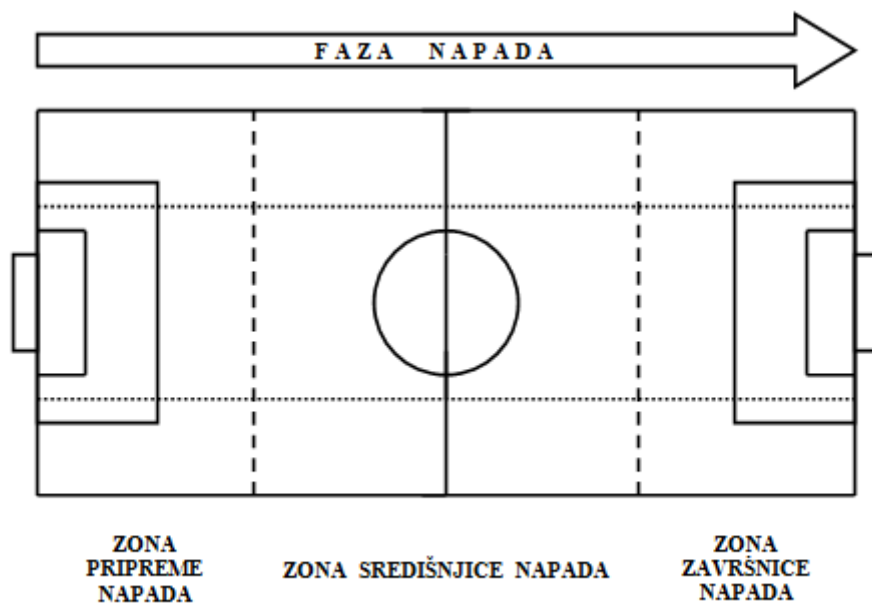 FAZA NAPADA
ZONA
PRIPREME
NAPADA
ZONA SREDIŠNJICE NAPADA
ZONA
ZAVRŠNICE
NAPADA